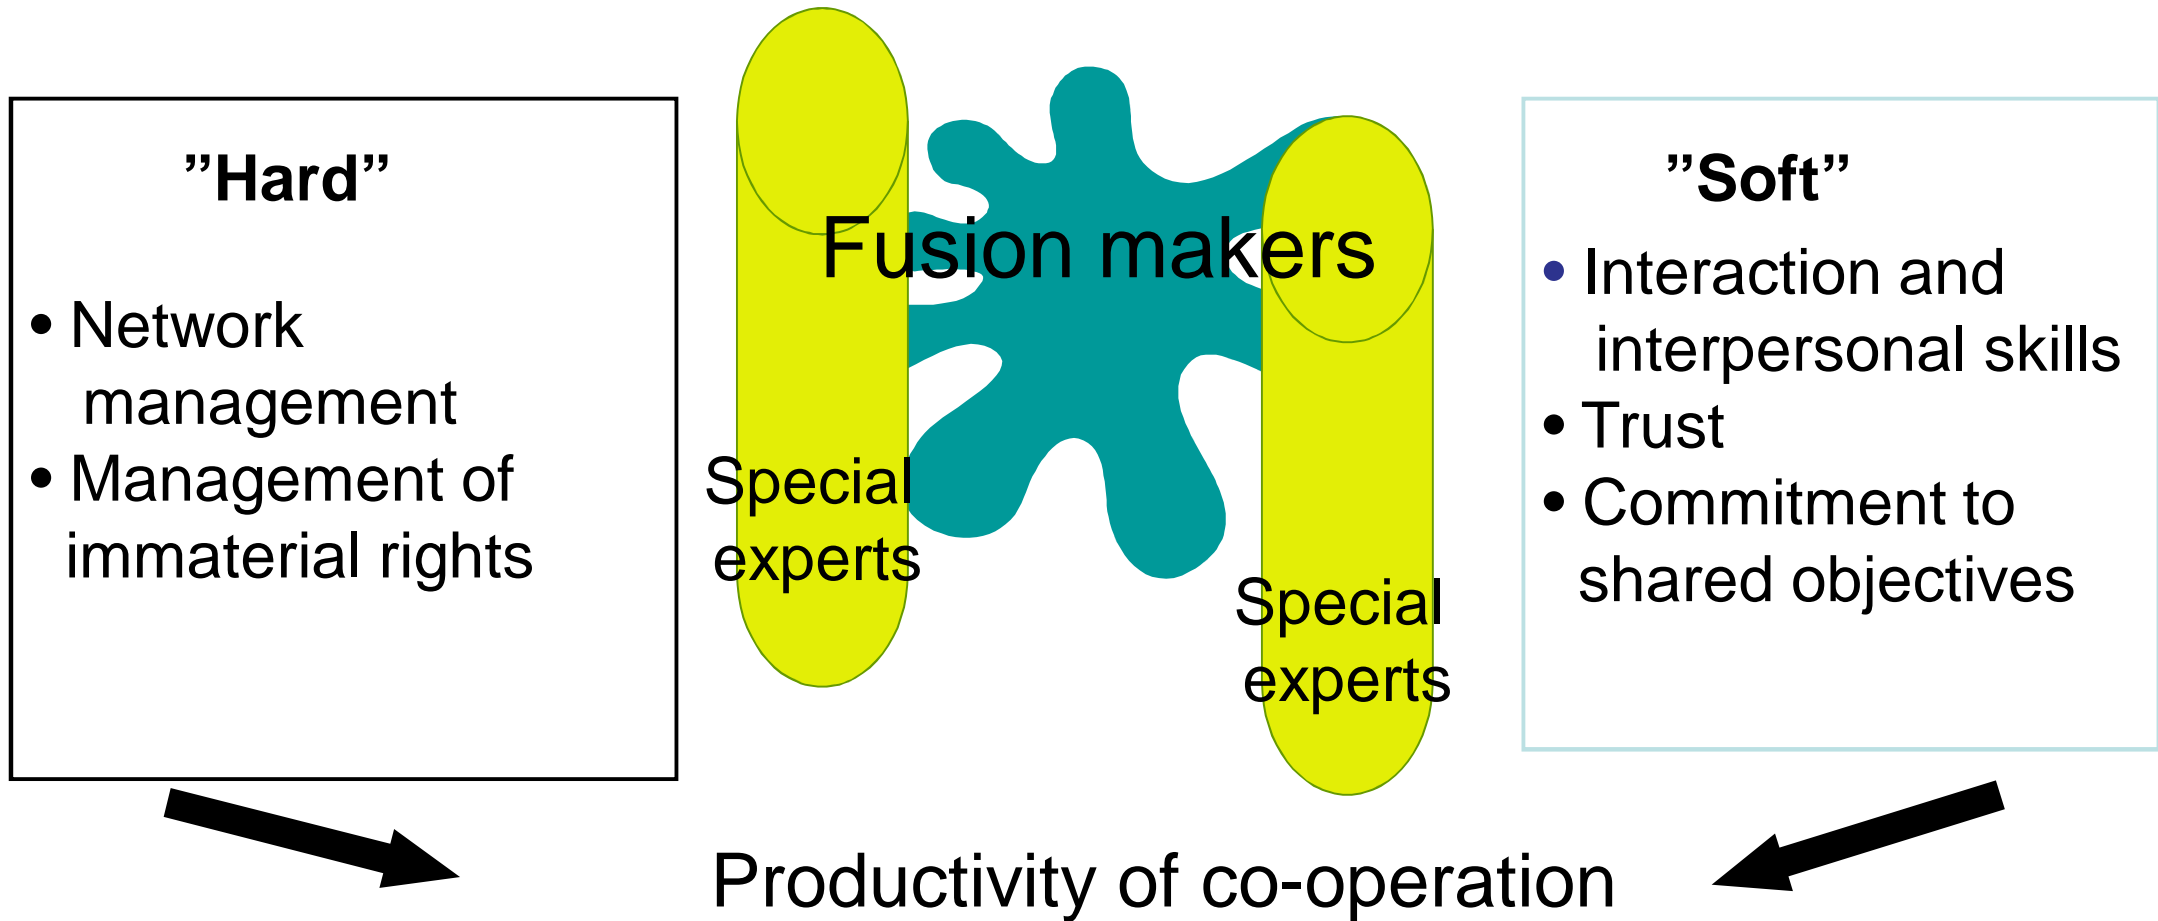 ”Hard”
• Network
management
• Management of
immaterial rights
Fusion makers
Special
experts
Special
experts
”Soft”
• Interaction and
interpersonal skills
• Trust
• Commitment to
shared objectives
Productivity of co-operation